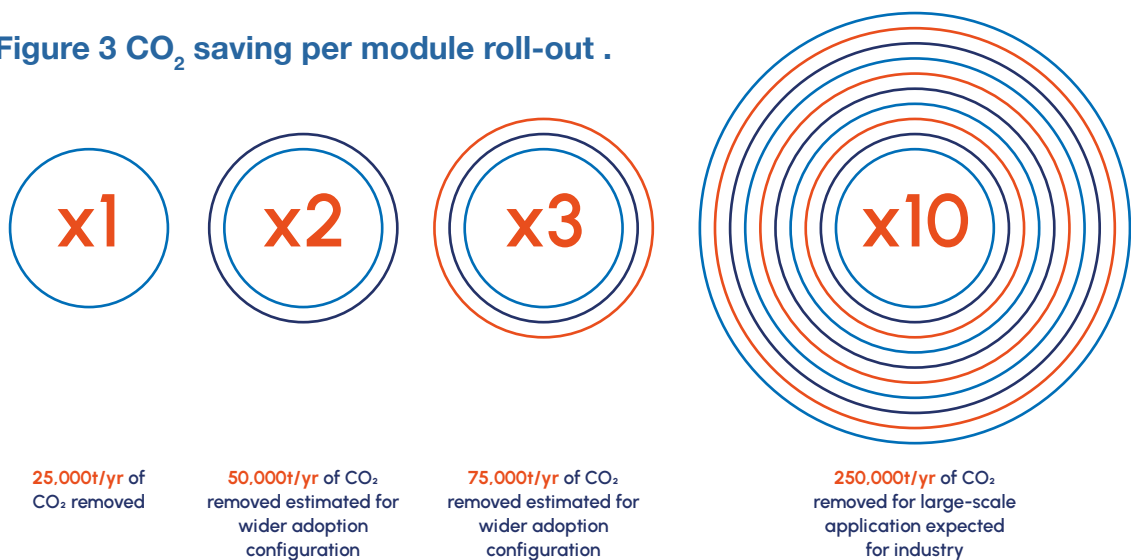 Figure 3 CO₂ saving per module roll-out .
x1
x2
x3
x10
25,000t/yr of
CO₂ removed
50,000t/yr of CO₂
removed estimated for
wider adoption
configuration
75,000t/yr of CO₂
removed estimated for
wider adoption
configuration
250,000t/yr of CO₂
removed for large-scale
application expected
for industry